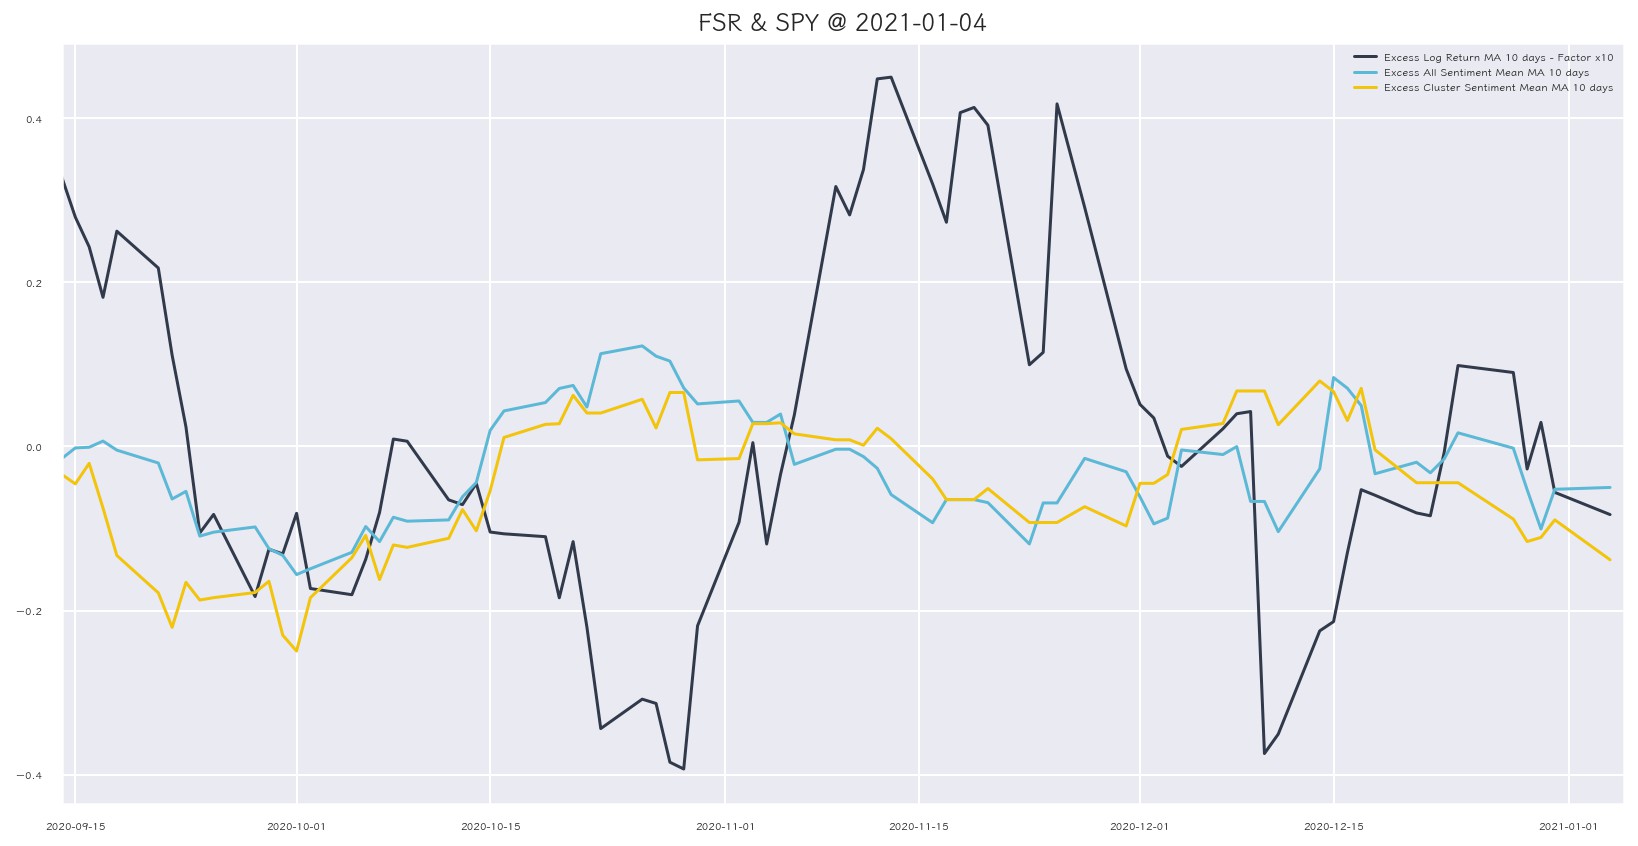 FSR & SPY @ 2021-01-04
Excess Log Return MA 10 days - Factor x10
Excess All Sentiment Mean MA 10 days
Excess Cluster Sentiment Mean MA 10 days
0.4
0.2
0.0
−0.2
−0.4
2020-09-15 2020-10-01 2020-10-15 2020-11-01 2020-11-15 2020-12-01 2020-12-15 2021-01-01